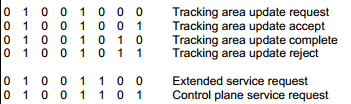 0 1 0 0 1 0 0 0 Tracking area update request
0 1 0 0 1 0 0 1 Tracking area update accept
0 1 0 0 1 0 1 0 Tracking area update complete
0 1 0 0 1 0 1 1 Tracking area update reject
0 1 0 0 1 1 0 0 Extended service request
0 1 0 0 1 1 0 1 Control plane service request